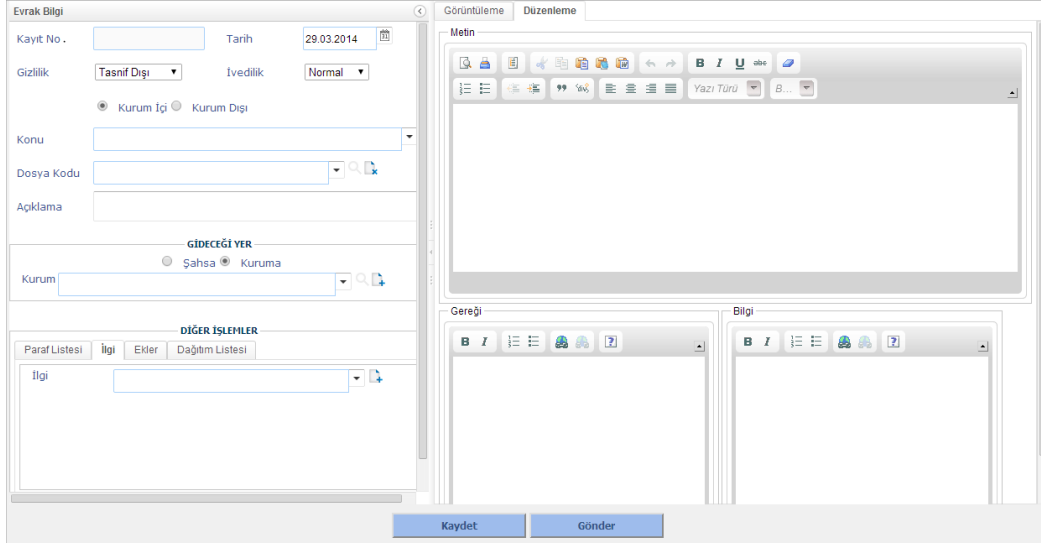 Evrak Bilgi
Kayıt No .
Tarih
29.03.2014
Gizlilik
Tasnif Dışı
İvedilik
Normal
Kurum İçi
Kurum Dışı
Konu
Dosya Kodu
Açıklama
GİDECEĞİ YER
Şahsa
Kuruma
Kurum
DİĞER İŞLEMLER
Paraf Listesi
İlgi
Ekler
Dağıtım Listesi
İlgi
Görüntüleme
Düzenleme
Metin
B I U abc
Yazı Türü
B...
Gereği
B I
Bilgi
B I
Kaydet
Gönder